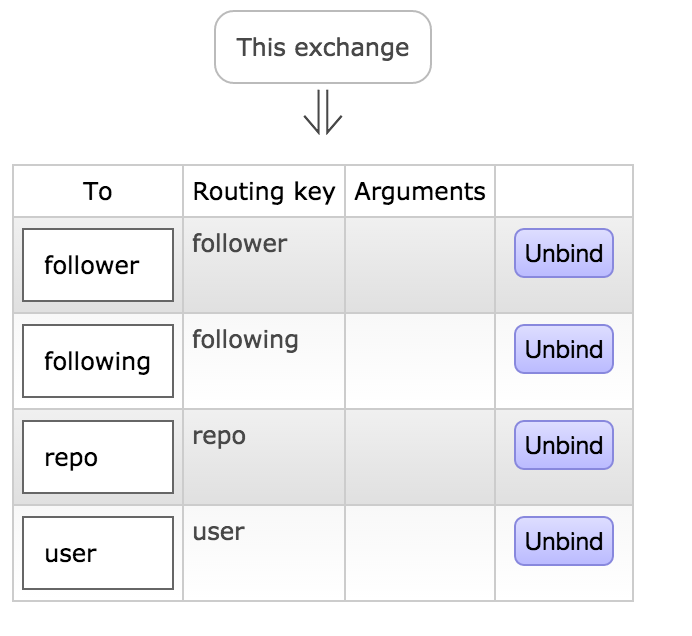 This exchange
To Routing key Arguments
follower follower Unbind
following following Unbind
repo repo Unbind
user user Unbind